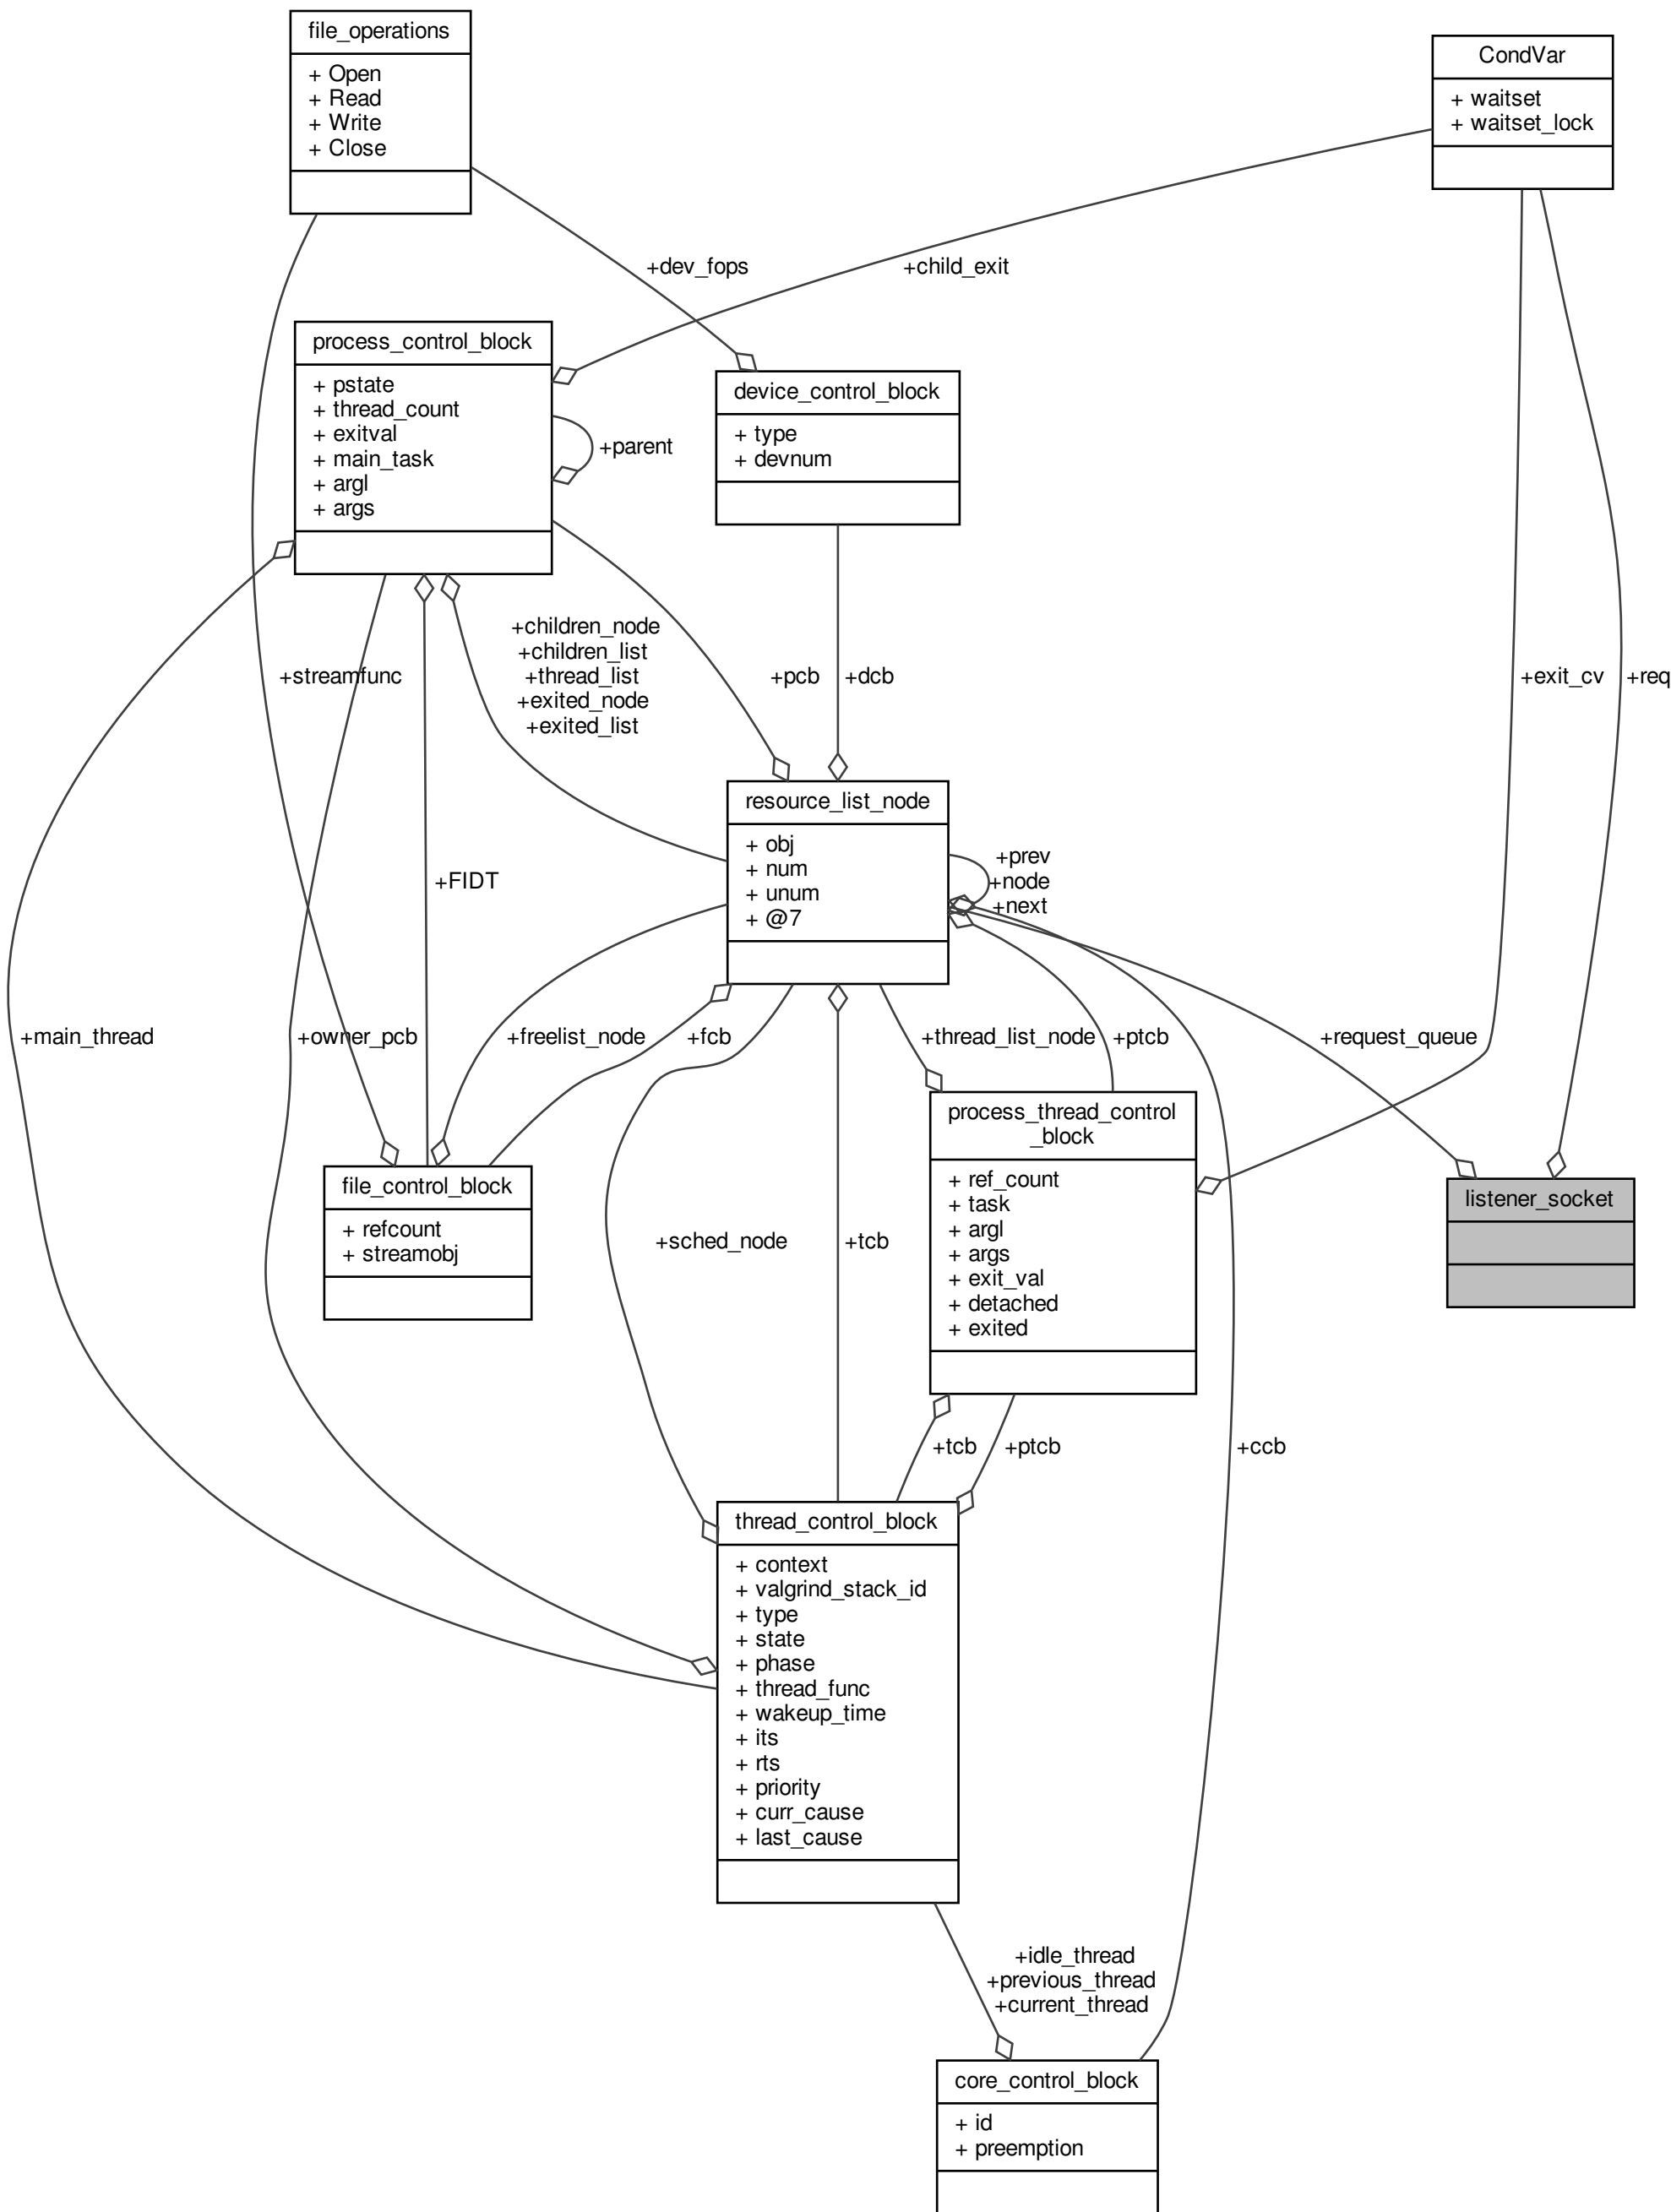 file_operations
+ Open
+ Read
+ Write
+ Close
CondVar
+ waitset
+ waitset_lock
+dev_fops
+child_exit
process_control_block
+ pstate
+ thread_count
+ exitval
+ main_task
+ argl
+ args
+parent
device_control_block
+ type
+ devnum
+children_node
+children_list
+thread_list
+exited_node
+exited_list
+streamfunc
+pcb
+dcb
+exit_cv
+req
resource_list_node
+ obj
+ num
+ unum
+ @7
+prev
+node
+next
+FIDT
+main_thread
+owner_pcb
+freelist_node
+fcb
+thread_list_node
+ptcb
+request_queue
process_thread_control
_block
+ ref_count
+ task
+ argl
+ args
+ exit_val
+ detached
+ exited
file_control_block
+ refcount
+ streamobj
listener_socket
+sched_node
+tcb
+tcb
+ptcb
+ccb
thread_control_block
+ context
+ valgrind_stack_id
+ type
+ state
+ phase
+ thread_func
+ wakeup_time
+ its
+ rts
+ priority
+ curr_cause
+ last_cause
+idle_thread
+previous_thread
+current_thread
core_control_block
+ id
+ preemption